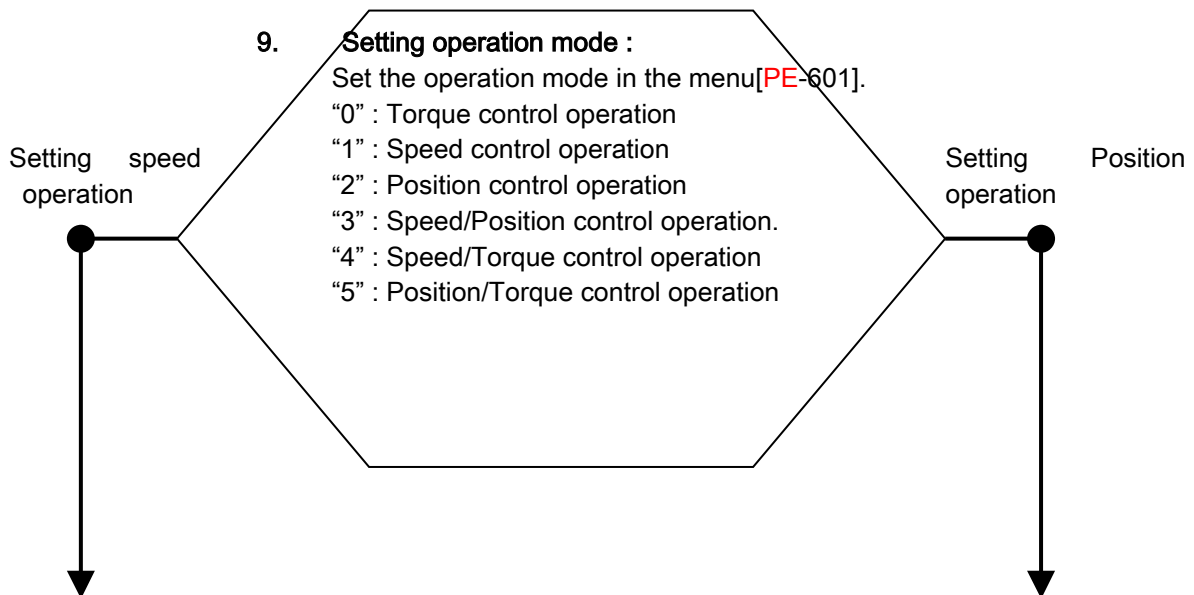 9. Setting operation mode :
Set the operation mode in the menu[PE-601].
“0” : Torque control operation
“1” : Speed control operation
“2” : Position control operation
“3” : Speed/Position control operation.
“4” : Speed/Torque control operation
“5” : Position/Torque control operation
Setting speed
operation
Setting Position
operation